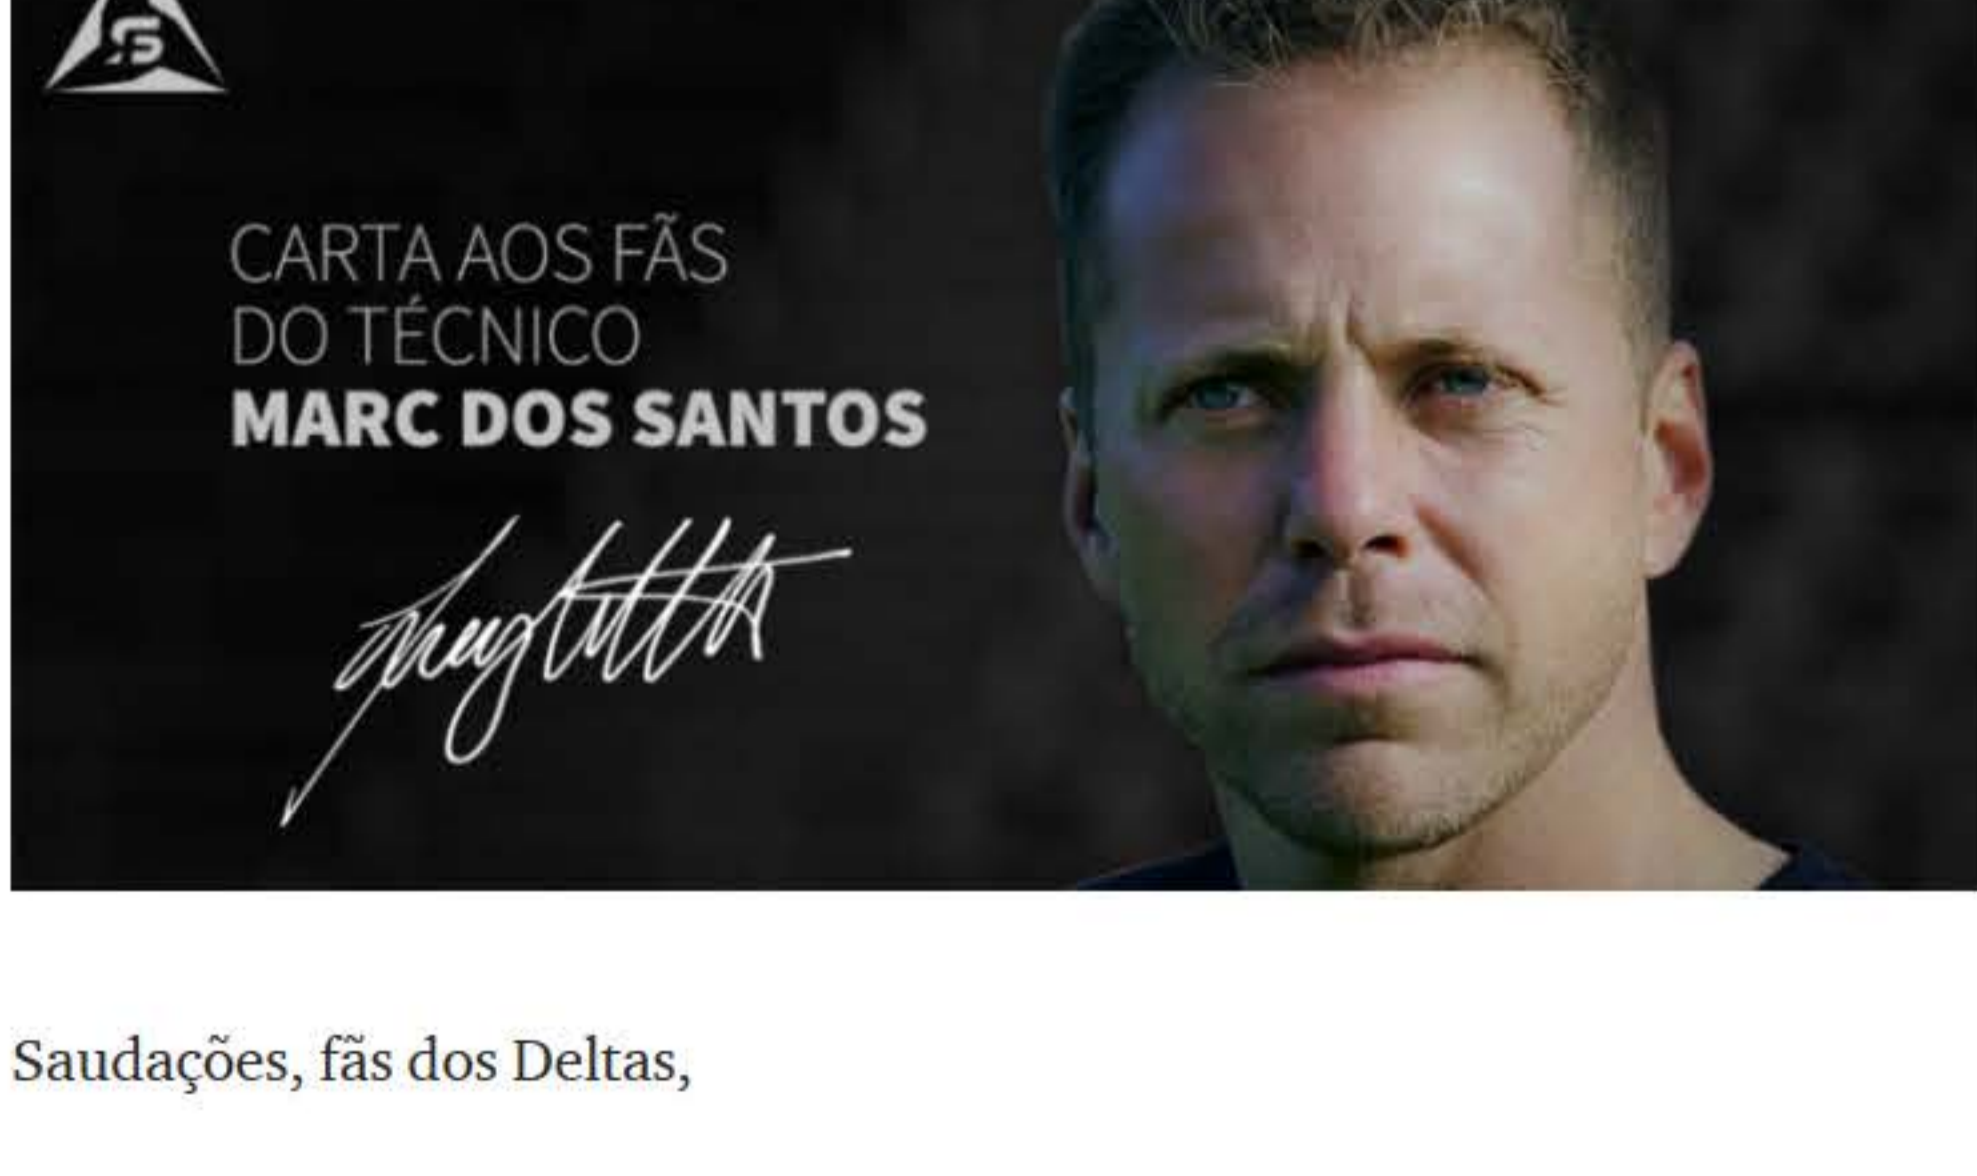 CARTA AOS FÃS
DO TÉCNICO
MARC DOS SANTOS
Saudações, fãs dos Deltas,